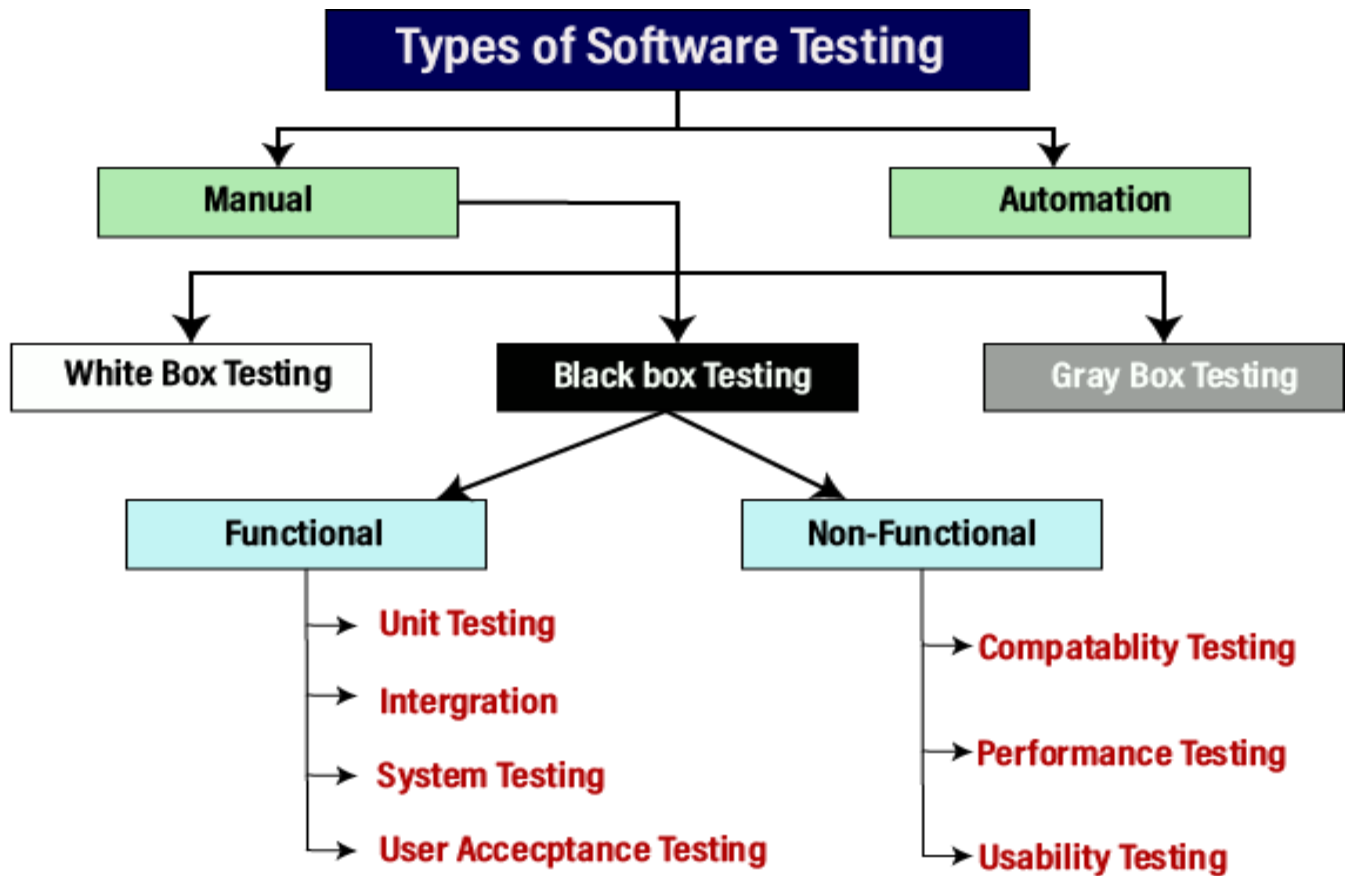 Types of Software Testing
Manual
Automation
White Box Testing
Black box Testing
Gray Box Testing
Functional
Non-Functional
Unit Testing
Intergration
System Testing
User Accecptance Testing
Compatablity Testing
Performance Testing
Usability Testing